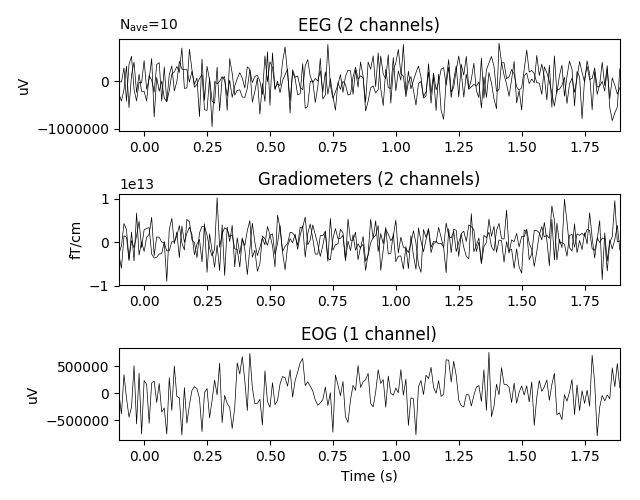 N_ave=10
EEG (2 channels)
uV
0
−1000000
0.00 0.25 0.50 0.75 1.00 1.25 1.50 1.75
Gradiometers (2 channels)
1e13
fT/cm
1
0
−1
0.00 0.25 0.50 0.75 1.00 1.25 1.50 1.75
EOG (1 channel)
uV
500000
0
−500000
0.00 0.25 0.50 0.75 1.00 1.25 1.50 1.75
Time (s)